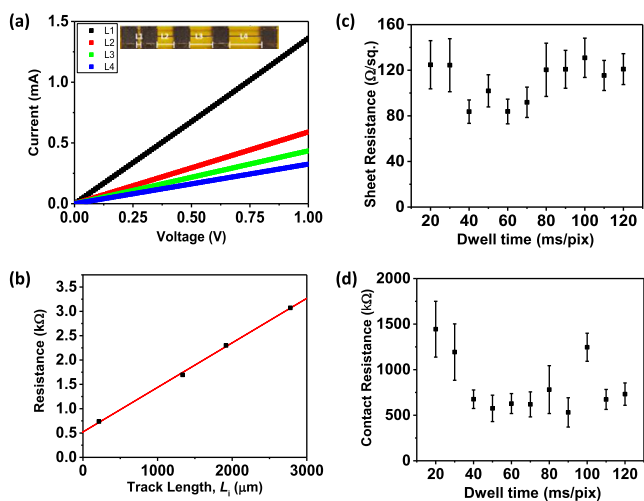 (a)
L1
L2
L3
L4
L3
L4
1.5
1.0
0.5
0.0
Current (mA)
0.00
0.25
0.50
0.75
1.00
Voltage (V)
(b)
4.0
3.5
3.0
2.5
2.0
1.5
1.0
0.5
0.0
Resistance (kΩ)
0
1000
2000
3000
Track Length, Li (μm)
(c)
160
120
80
40
0
Sheet Resistance (Ω/sq.)
20
40
60
80
100
120
Dwell time (ms/pix)
(d)
2000
1500
1000
500
0
Contact Resistance (kΩ)
20
40
60
80
100
120
Dwell time (ms/pix)